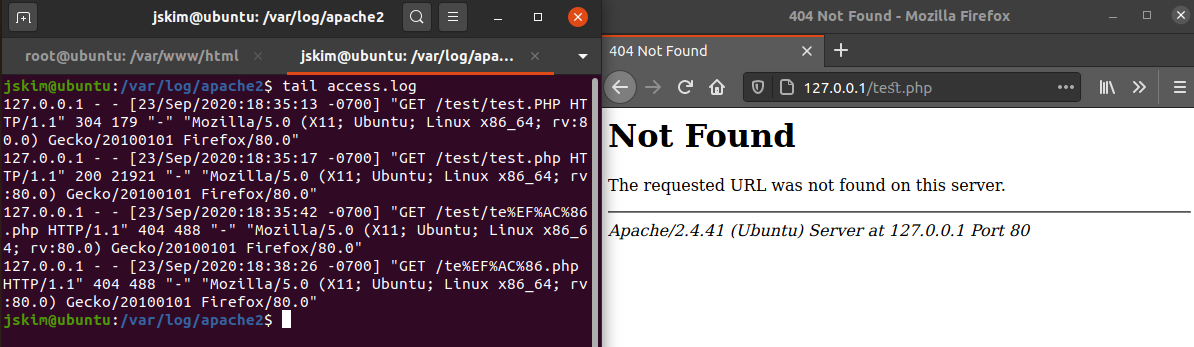 jskim@ubuntu: /var/log/apache2
root@ubuntu: /var/www/html
jskim@ubuntu: /var/log/apa...
jskim@ubuntu:/var/log/apache2$ tail access.log
127.0.0.1 - - [23/Sep/2020:18:35:13 -0700] "GET /test/test.PHP HT
TP/1.1" 304 179 "-" "Mozilla/5.0 (X11; Ubuntu; Linux x86_64; rv:8
0.0) Gecko/20100101 Firefox/80.0"
127.0.0.1 - - [23/Sep/2020:18:35:17 -0700] "GET /test/test.php HT
TP/1.1" 200 21921 "-" "Mozilla/5.0 (X11; Ubuntu; Linux x86_64; rv
:80.0) Gecko/20100101 Firefox/80.0"
127.0.0.1 - - [23/Sep/2020:18:35:42 -0700] "GET /test/te%EF%AC%86
.php HTTP/1.1" 404 488 "-" "Mozilla/5.0 (X11; Ubuntu; Linux x86_6
4; rv:80.0) Gecko/20100101 Firefox/80.0"
127.0.0.1 - - [23/Sep/2020:18:38:26 -0700] "GET /te%EF%AC%86.php
HTTP/1.1" 404 488 "-" "Mozilla/5.0 (X11; Ubuntu; Linux x86_64; rv
:80.0) Gecko/20100101 Firefox/80.0"
jskim@ubuntu:/var/log/apache2$
404 Not Found - Mozilla Firefox
404 Not Found
127.0.0.1/test.php
Not Found
The requested URL was not found on this server.
Apache/2.4.41 (Ubuntu) Server at 127.0.0.1 Port 80